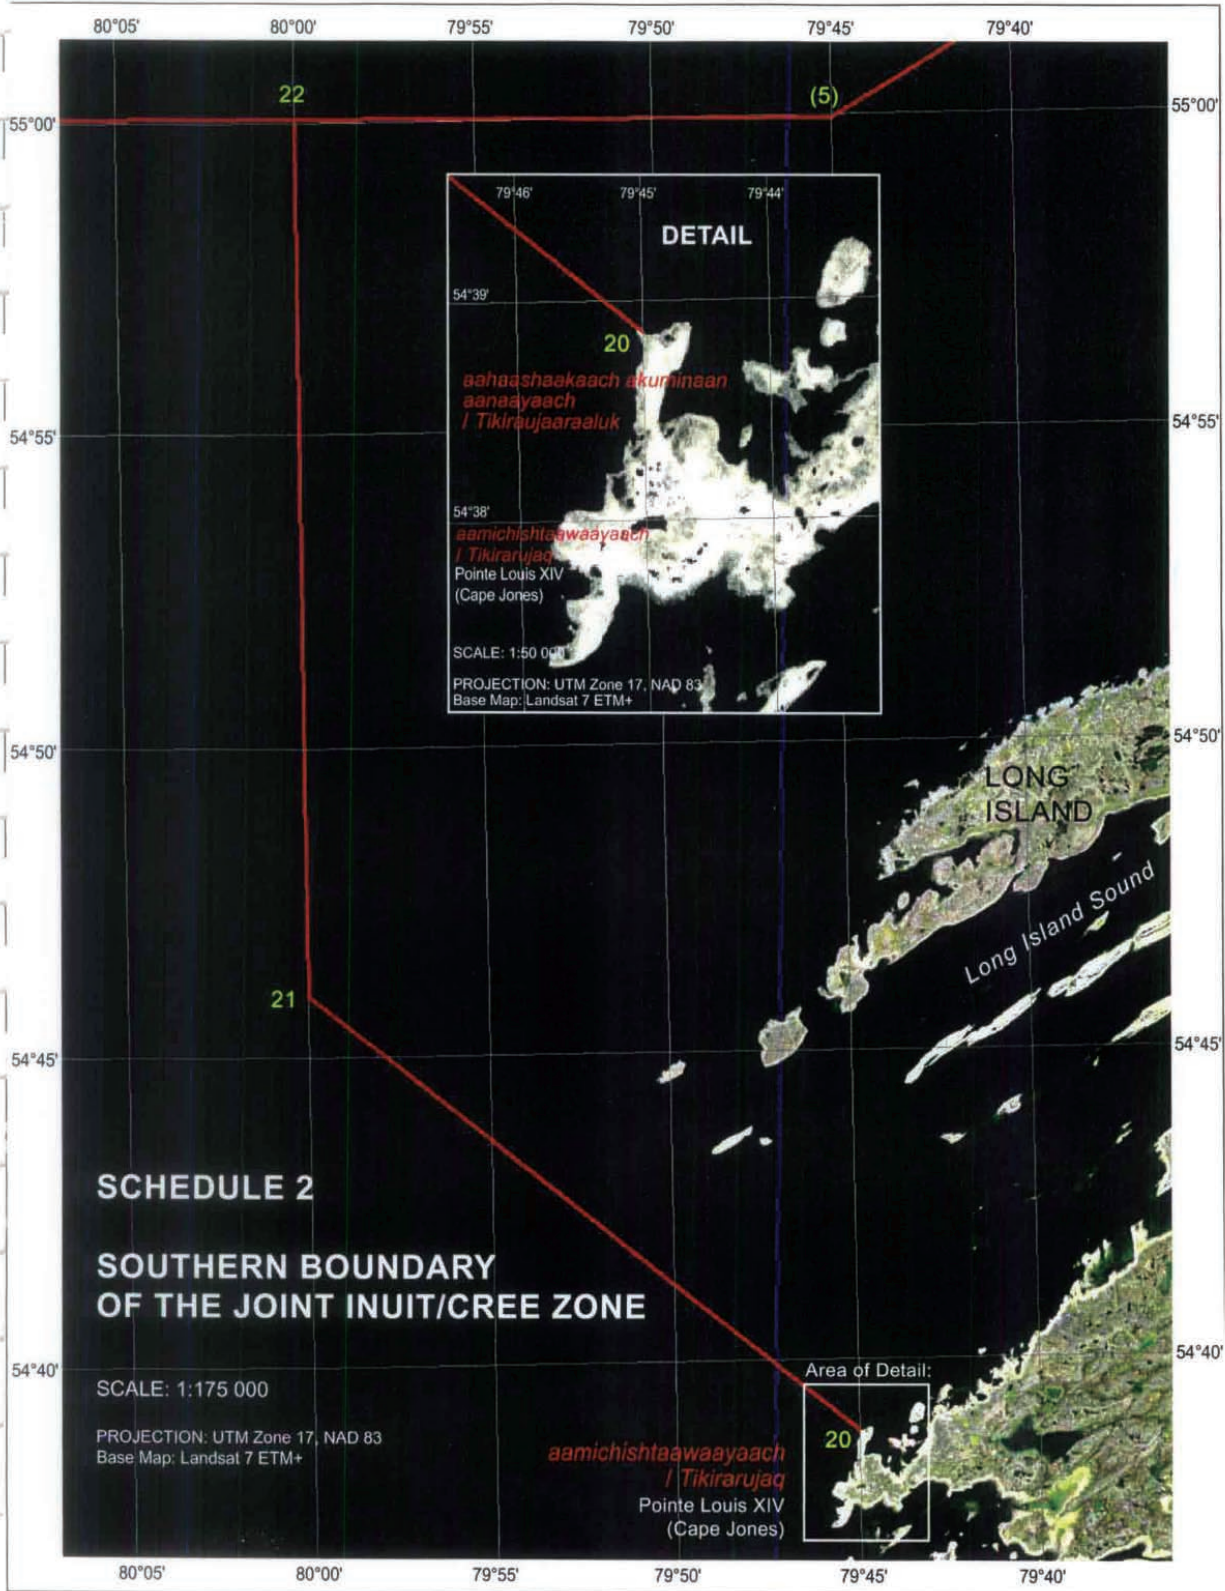 80°05' 80°00' 79°55' 79°50' 79°45' 79°40'
22
(5)
55°00'
55°00'
79°46' 79°45' 79°44'
DETAIL
54°39'
20
aahaashaakaach akuminaan
aanaayaach
/ Tikiraujaaraaluk
54°55'
54°55'
54°38'
aamichishtaawaayaach
/ Tikirarujaq
Pointe Louis XIV
(Cape Jones)
SCALE: 1:50 000
PROJECTION: UTM Zone 17, NAD 83
Base Map: Landsat 7 ETM+
54°50'
54°50'
LONG
ISLAND
Long Island Sound
21
54°45'
54°45'
SCHEDULE 2
SOUTHERN BOUNDARY
OF THE JOINT INUIT/CREE ZONE
54°40'
54°40'
SCALE: 1:175 000
PROJECTION: UTM Zone 17, NAD 83
Base Map: Landsat 7 ETM+
Area of Detail:
20
aamichishtaawaayaach
/ Tikirarujaq
Pointe Louis XIV
(Cape Jones)
80°05' 80°00' 79°55' 79°50' 79°45' 79°40'